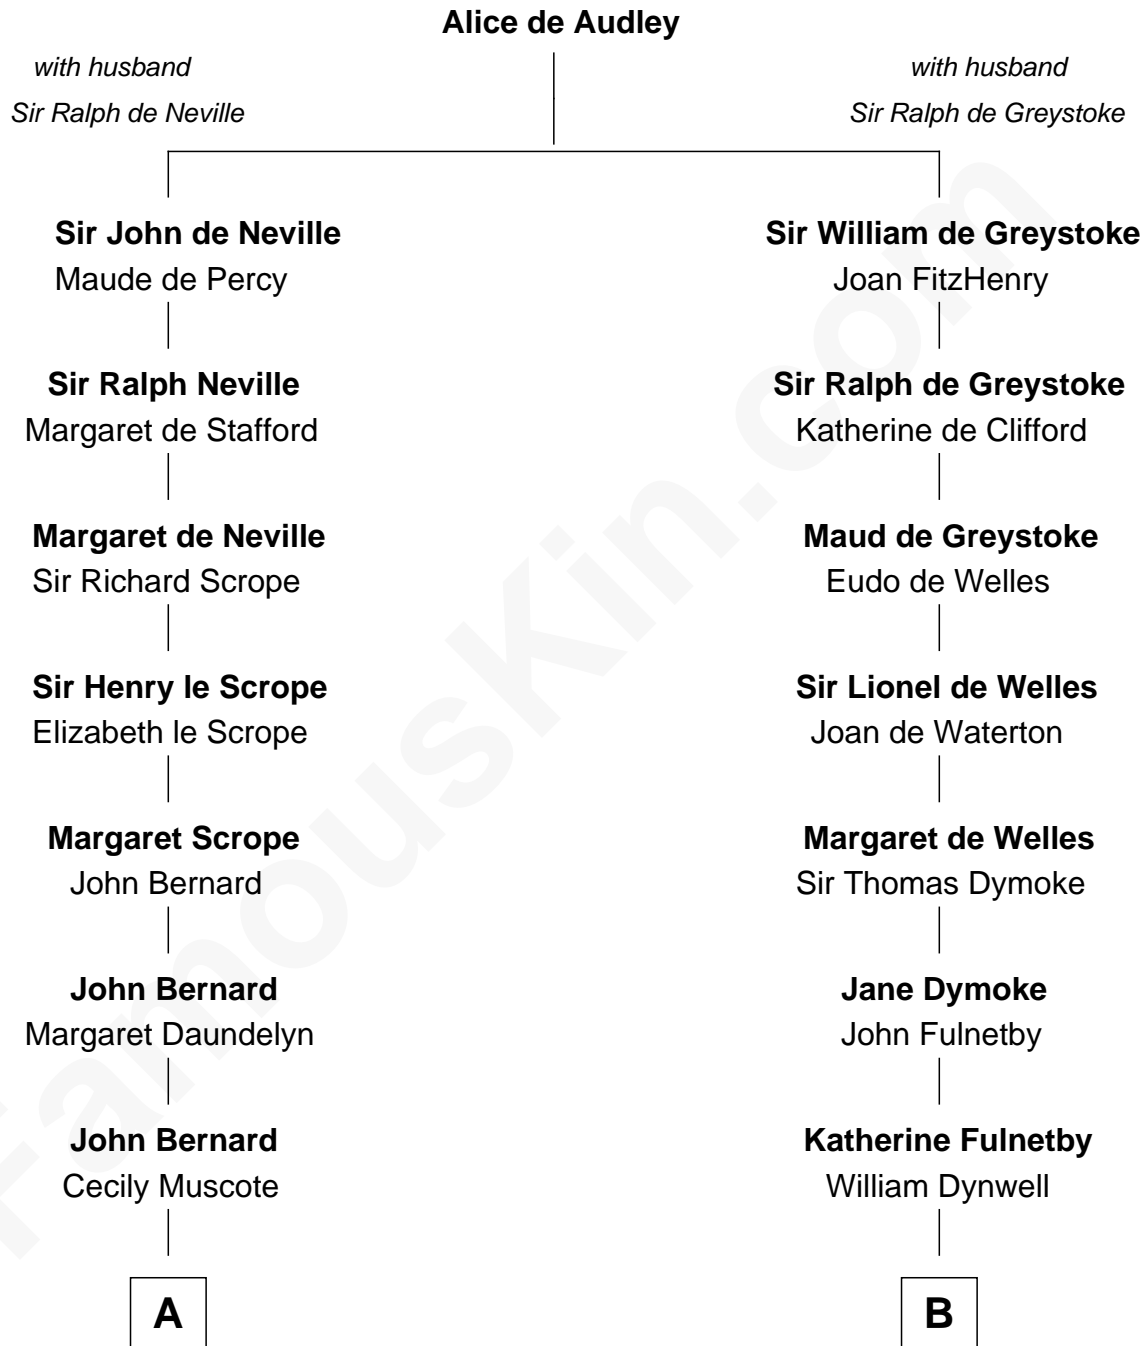 Alice de Audley
with husband
Sir Ralph de Neville
with husband
Sir Ralph de Greystoke
Sir John de Neville
Maude de Percy
Sir William de Greystoke
Joan FitzHenry
Sir Ralph Neville
Margaret de Stafford
Sir Ralph de Greystoke
Katherine de Clifford
Margaret de Neville
Sir Richard Scrope
Maud de Greystoke
Eudo de Welles
Sir Henry le Scrope
Elizabeth le Scrope
Sir Lionel de Welles
Joan de Waterton
Margaret Scrope
John Bernard
Margaret de Welles
Sir Thomas Dymoke
John Bernard
Margaret Daundelyn
Jane Dymoke
John Fulnetby
John Bernard
Cecily Muscote
Katherine Fulnetby
William Dynwell
A
B
FamousKin.com